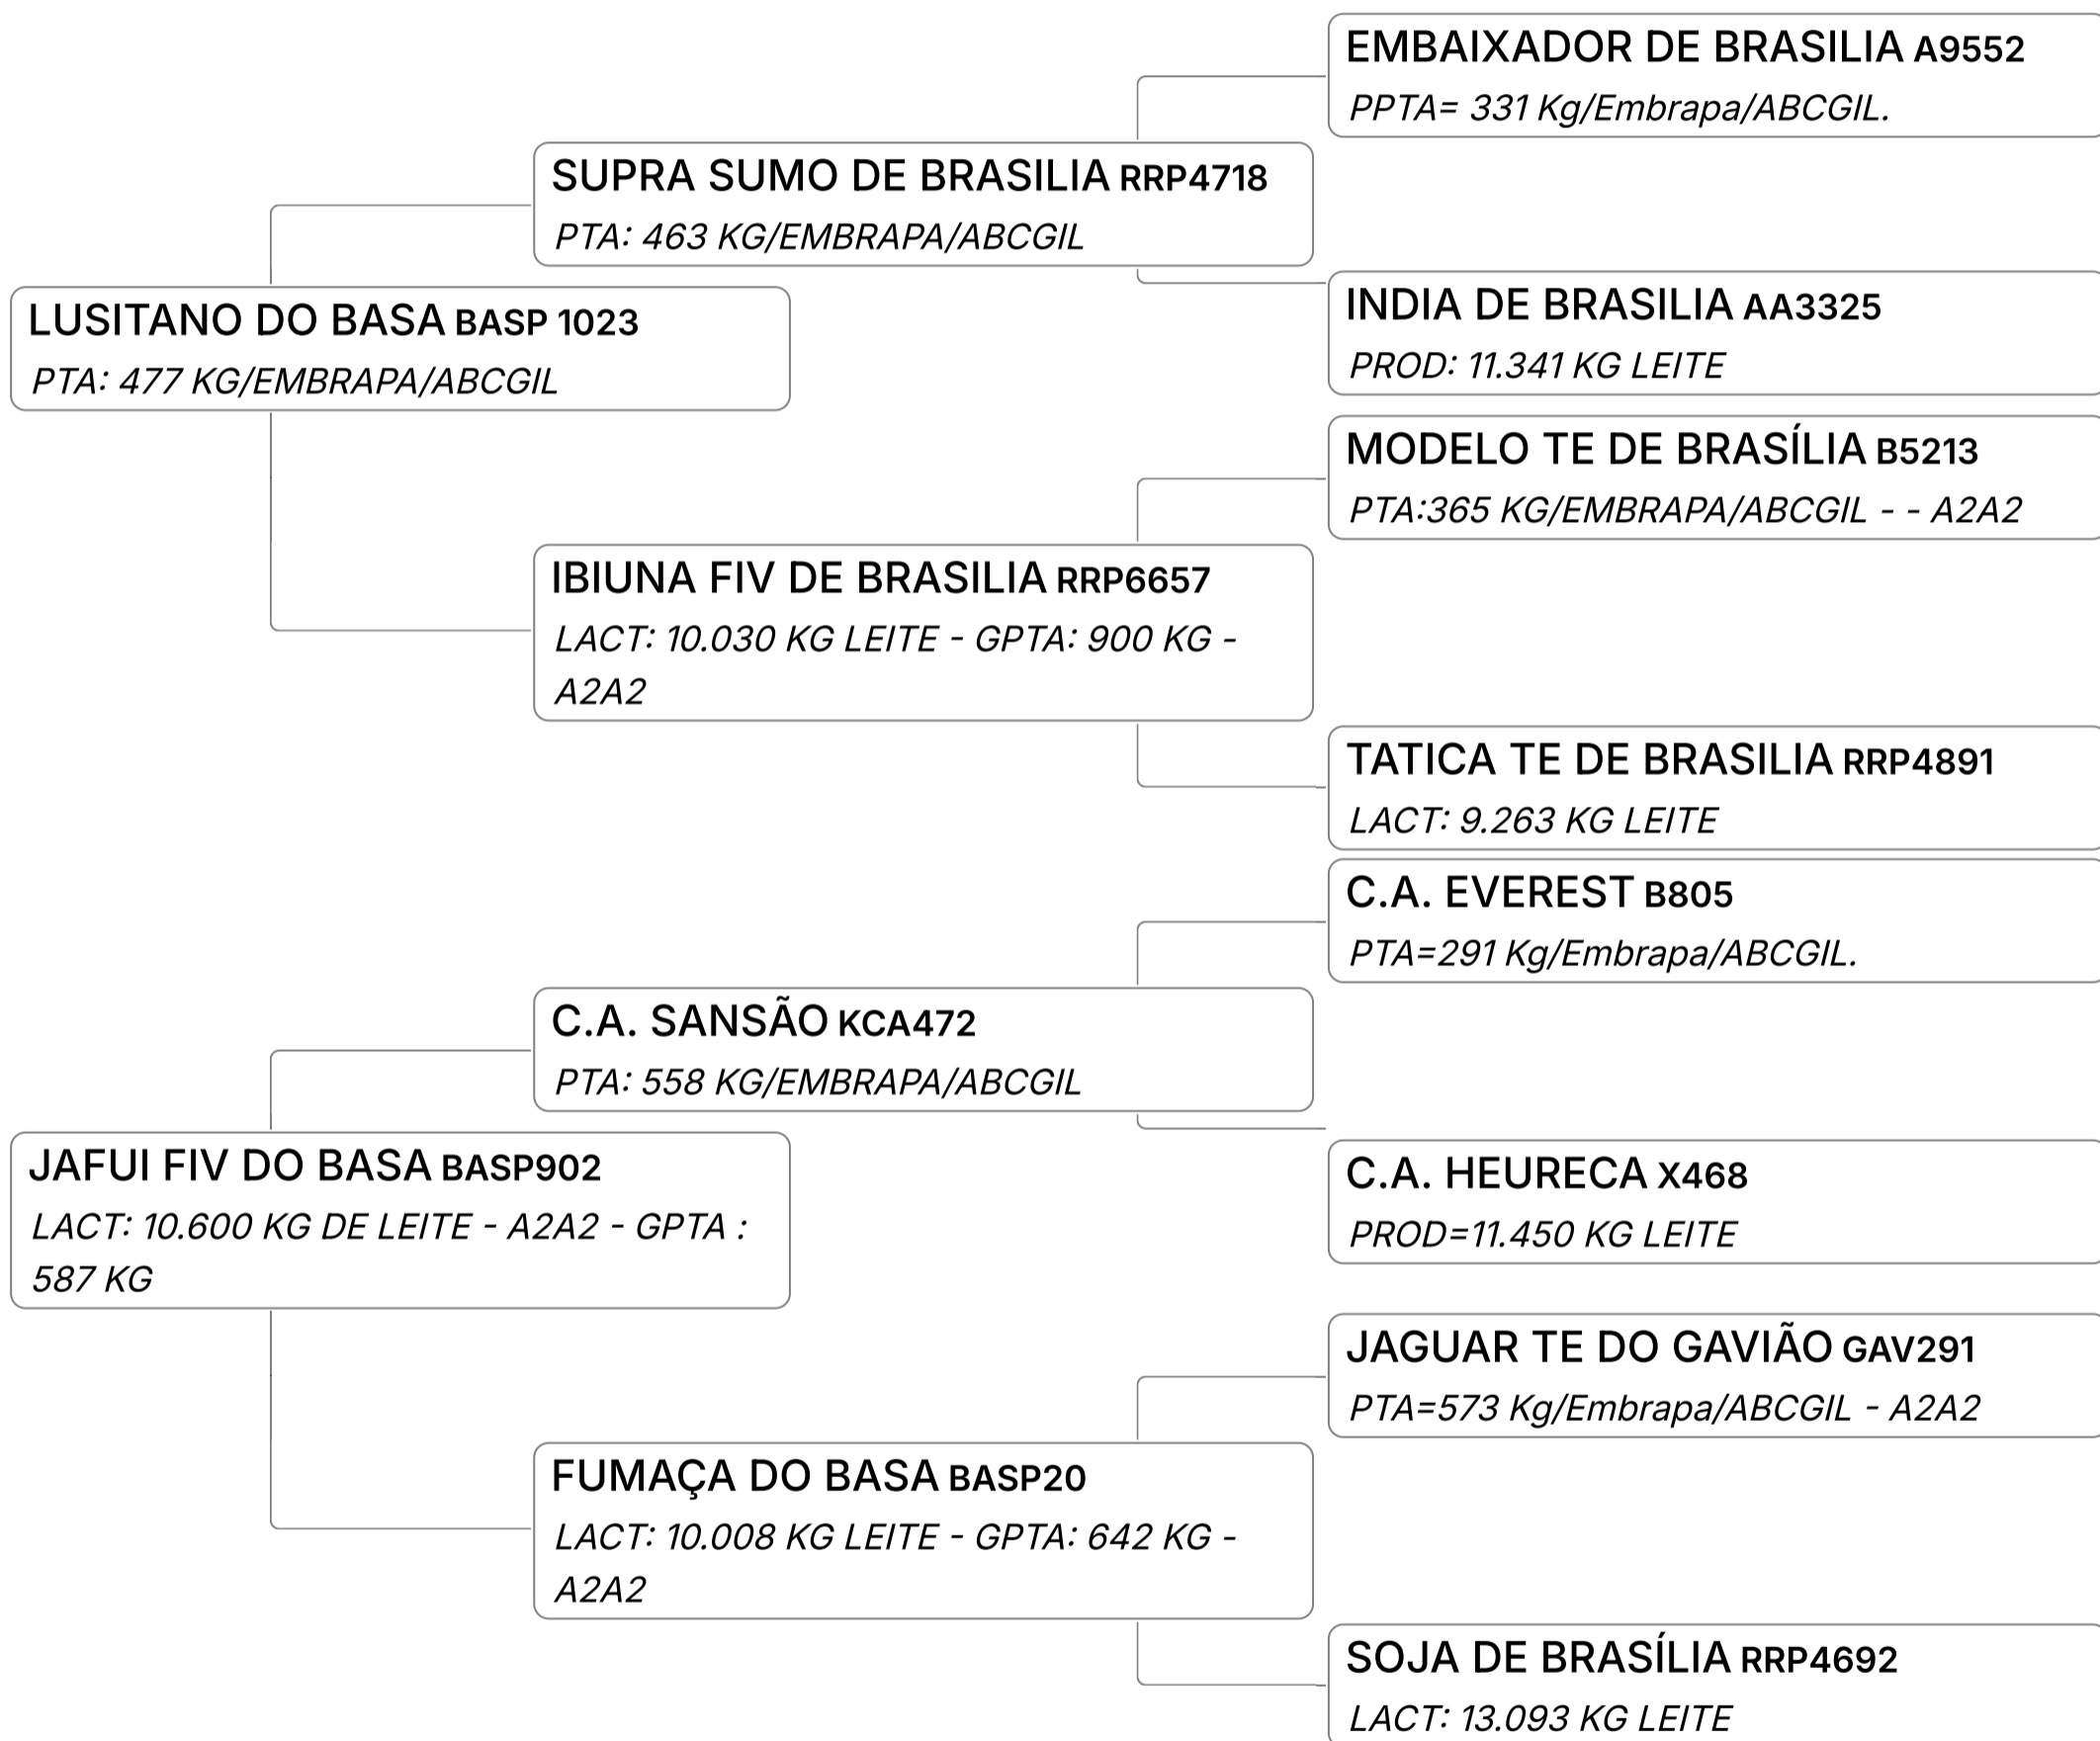 EMBAIXADOR DE BRASILIA A9552
PPTA= 331 Kg/Embrapa/ABCGIL.
SUPRA SUMO DE BRASILIA RRP4718
PTA: 463 KG/EMBRAPA/ABCGIL
INDIA DE BRASILIA AA3325
PROD: 11.341 KG LEITE
LUSITANO DO BASA BASP 1023
PTA: 477 KG/EMBRAPA/ABCGIL
MODELO TE DE BRASÍLIA B5213
PTA:365 KG/EMBRAPA/ABCGIL - - A2A2
IBIUNA FIV DE BRASILIA RRP6657
LACT: 10.030 KG LEITE - GPTA: 900 KG -
A2A2
TATICA TE DE BRASILIA RRP4891
LACT: 9.263 KG LEITE
C.A. EVEREST B805
PTA=291 Kg/Embrapa/ABCGIL.
C.A. SANSÃO KCA472
PTA: 558 KG/EMBRAPA/ABCGIL
C.A. HEURECA X468
PROD=11.450 KG LEITE
JAFUI FIV DO BASA BASP902
LACT: 10.600 KG DE LEITE - A2A2 - GPTA :
587 KG
JAGUAR TE DO GAVIÃO GAV291
PTA=573 Kg/Embrapa/ABCGIL - A2A2
FUMAÇA DO BASA BASP20
LACT: 10.008 KG LEITE - GPTA: 642 KG -
A2A2
SOJA DE BRASÍLIA RRP4692
LACT: 13.093 KG LEITE